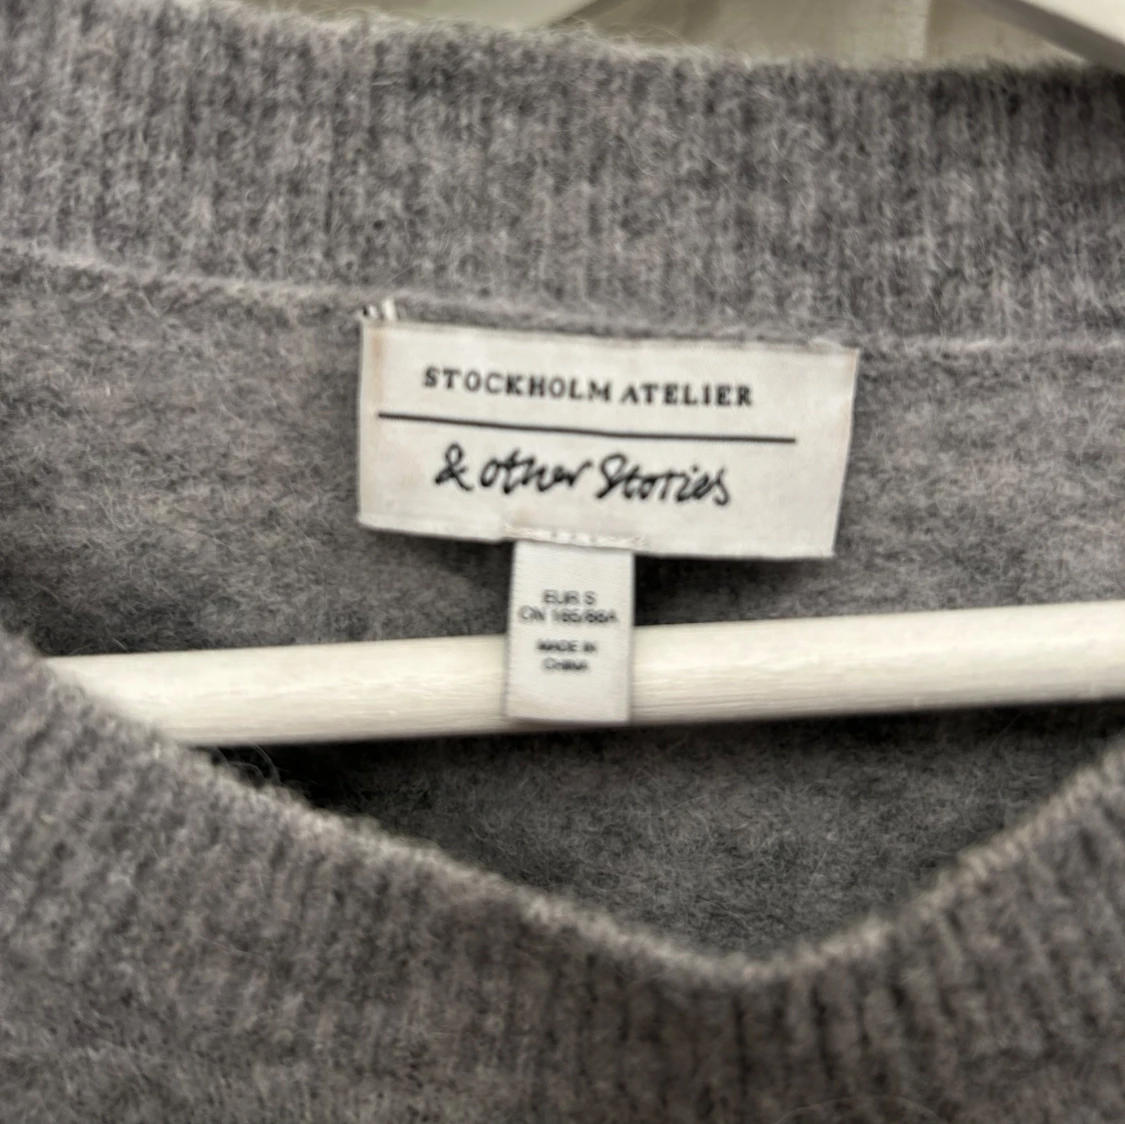 STOCKHOLM ATELIER
& other Stories
EUR S
CN 165/88A
MADE IN
CHINA